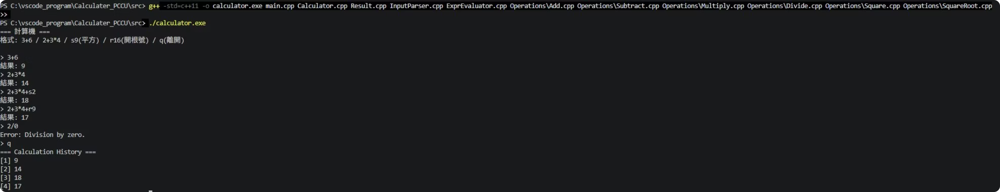 PS C:\vscode_program\Calculater_PCCU\src> g++ -std=c++11 -o calculator.exe main.cpp Calculator.cpp Result.cpp InputParser.cpp ExprEvaluator.cpp Operations\Add.cpp Operations\Subtract.cpp Operations\Multiply.cpp Operations\Divide.cpp Operations\Square.cpp Operations\SquareRoot.cpp
>>
PS C:\vscode_program\Calculater_PCCU\src> ./calculator.exe
=== 計算機 ===
格式: 3+6 / 2+3*4 / s9(平方) / r16(開根號) / q(離開)
> 3+6
結果: 9
> 2+3*4
結果: 14
> 2+3*4+s2
結果: 18
> 2+3*4+r9
結果: 17
> 2/0
Error: Division by zero.
> q
=== Calculation History ===
[1] 9
[2] 14
[3] 18
[4] 17